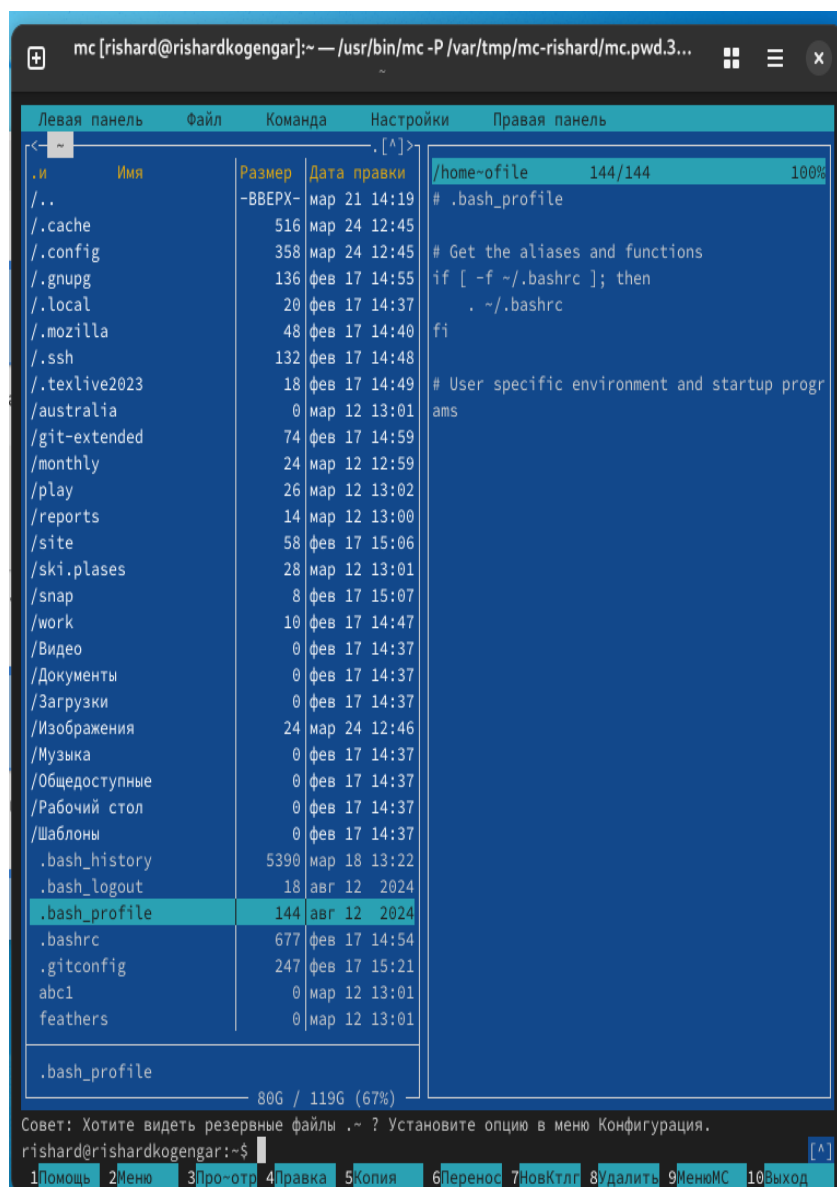 mc [rishard@rishardkogengar]:~ — /usr/bin/mc -P /var/tmp/mc-rishard/mc.pwd.3...
~
Левая панель Файл Команда Настройки Правая панель
<— ~ .[^]>
.и Имя Размер Дата правки
/.. -ВВЕРХ- мар 21 14:19
/.cache 516 мар 24 12:45
/.config 358 мар 24 12:45
/.gnupg 136 фев 17 14:55
/.local 20 фев 17 14:37
/.mozilla 48 фев 17 14:40
/.ssh 132 фев 17 14:48
/.texlive2023 18 фев 17 14:49
/australia 0 мар 12 13:01
/git-extended 74 фев 17 14:59
/monthly 24 мар 12 12:59
/play 26 мар 12 13:02
/reports 14 мар 12 13:00
/site 58 фев 17 15:06
/ski.plases 28 мар 12 13:01
/snap 8 фев 17 15:07
/work 10 фев 17 14:47
/Видео 0 фев 17 14:37
/Документы 0 фев 17 14:37
/Загрузки 0 фев 17 14:37
/Изображения 24 мар 24 12:46
/Музыка 0 фев 17 14:37
/Общедоступные 0 фев 17 14:37
/Рабочий стол 0 фев 17 14:37
/Шаблоны 0 фев 17 14:37
.bash_history 5390 мар 18 13:22
.bash_logout 18 авг 12 2024
.bash_profile 144 авг 12 2024
.bashrc 677 фев 17 14:54
.gitconfig 247 фев 17 15:21
abc1 0 мар 12 13:01
feathers 0 мар 12 13:01
.bash_profile
80G / 119G (67%)
/home~ofile 144/144 100%
# .bash_profile
# Get the aliases and functions
if [ -f ~/.bashrc ]; then
. ~/.bashrc
fi
# User specific environment and startup progr
ams
Совет: Хотите видеть резервные файлы .~ ? Установите опцию в меню Конфигурация.
rishard@rishardkogengar:~$ [^]
1Помощь 2Меню 3Про~отр 4Правка 5Копия 6Перенос 7НовКтлг 8Удалить 9МенюМС 10Выход